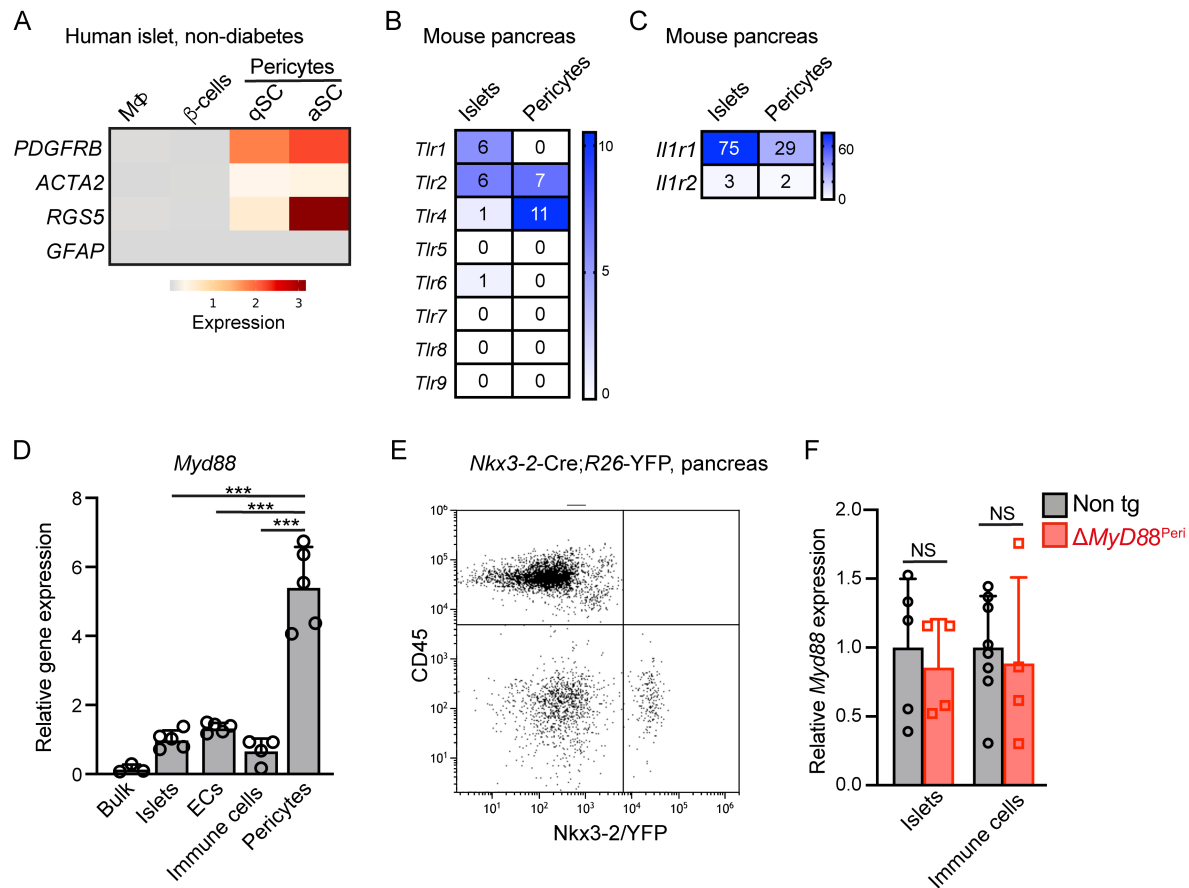 A
Human islet, non-diabetes
MΦ
β-cells
Pericytes
qSC
aSC
PDGFRB
ACTA2
RGS5
GFAP
1 2 3
Expression
B
Mouse pancreas
Islets
Pericytes
Tlr1 6 0
Tlr2 6 7
Tlr4 1 11
Tlr5 0 0
Tlr6 1 0
Tlr7 0 0
Tlr8 0 0
Tlr9 0 0
10
5
0
C
Mouse pancreas
Islets
Pericytes
Il1r1 75 29
Il1r2 3 2
60
0
D
Myd88
Relative gene expression
8
6
4
2
0
***
***
***
Bulk
Islets
ECs
Immune cells
Pericytes
E
Nkx3-2-Cre;R26-YFP, pancreas
CD45
10⁶
10⁵
10⁴
10³
10²
10¹
10¹ 10² 10³ 10⁴ 10⁵ 10⁶
Nkx3-2/YFP
F
Relative Myd88 expression
2.0
1.5
1.0
0.5
0.0
NS
NS
Islets
Immune cells
Non tg
ΔMyD88ᴾᵉʳⁱ